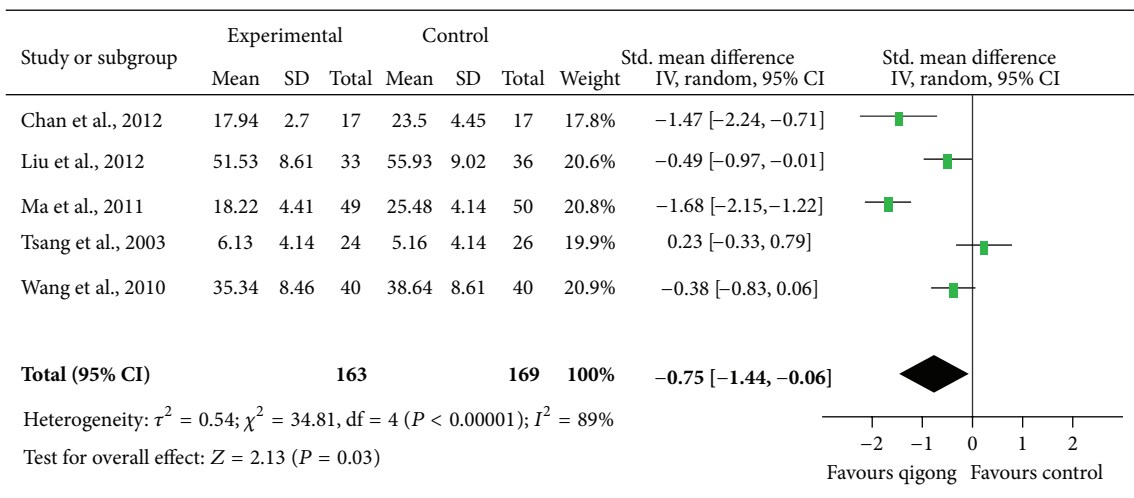 Study or subgroup Experimental Control Std. mean difference Std. mean difference
Mean SD Total Mean SD Total Weight IV, random, 95% CI IV, random, 95% CI
Chan et al., 2012 17.94 2.7 17 23.5 4.45 17 17.8% −1.47 [−2.24, −0.71]
Liu et al., 2012 51.53 8.61 33 55.93 9.02 36 20.6% −0.49 [−0.97, −0.01]
Ma et al., 2011 18.22 4.41 49 25.48 4.14 50 20.8% −1.68 [−2.15,−1.22]
Tsang et al., 2003 6.13 4.14 24 5.16 4.14 26 19.9% 0.23 [−0.33, 0.79]
Wang et al., 2010 35.34 8.46 40 38.64 8.61 40 20.9% −0.38 [−0.83, 0.06]
Total (95% CI) 163 169 100% −0.75 [−1.44, −0.06]
Heterogeneity: τ² = 0.54; χ² = 34.81, df = 4 (P < 0.00001); I² = 89%
Test for overall effect: Z = 2.13 (P = 0.03)
−2 −1 0 1 2
Favours qigong Favours control